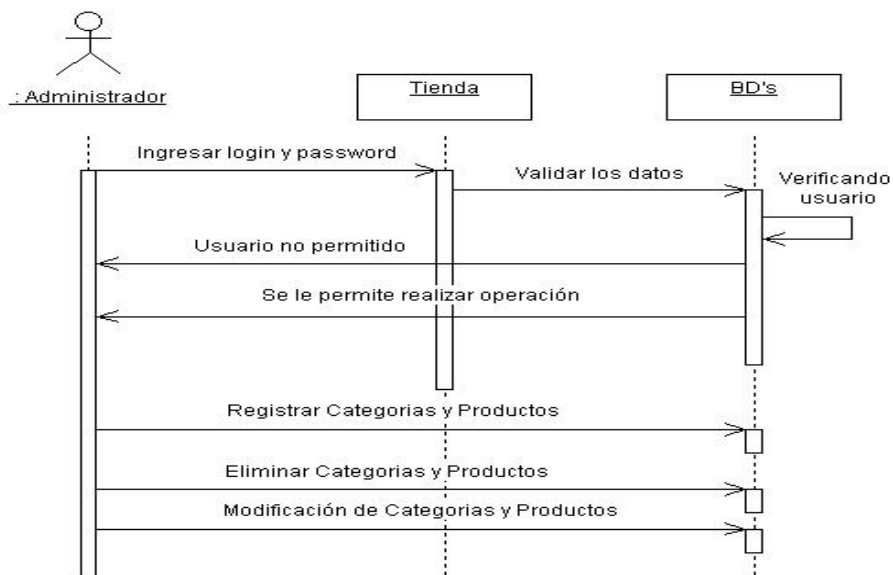 : Administrador
Tienda
BD's
Ingresar login y password
Validar los datos
Verificando
usuario
Usuario no permitido
Se le permite realizar operación
Registrar Categorias y Productos
Eliminar Categorias y Productos
Modificación de Categorias y Productos